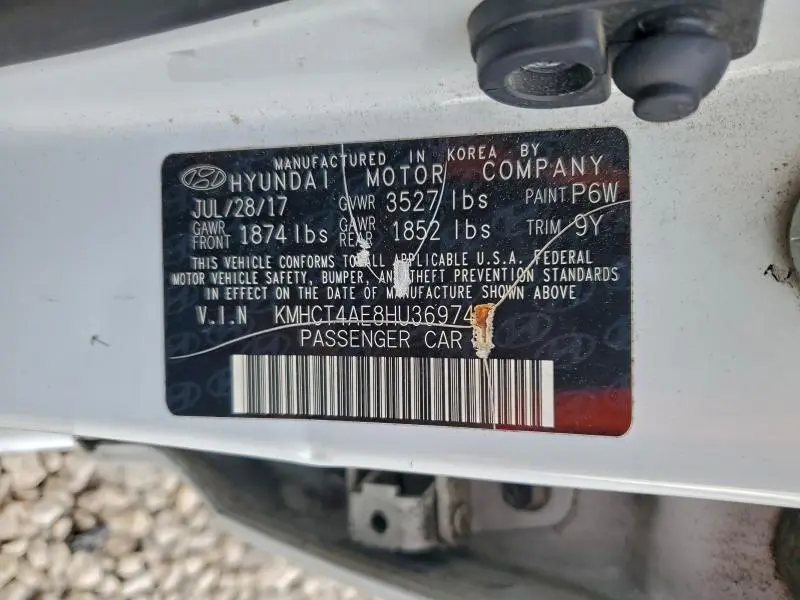 MANUFACTURED IN KOREA BY
HYUNDAI MOTOR COMPANY
JUL/28/17 GVWR 3527 lbs PAINT P6W
GAWR FRONT 1874 lbs GAWR REAR 1852 lbs TRIM 9Y
THIS VEHICLE CONFORMS TO ALL APPLICABLE U.S.A. FEDERAL
MOTOR VEHICLE SAFETY, BUMPER, AND THEFT PREVENTION STANDARDS
IN EFFECT ON THE DATE OF MANUFACTURE SHOWN ABOVE
V.I.N
PASSENGER CAR